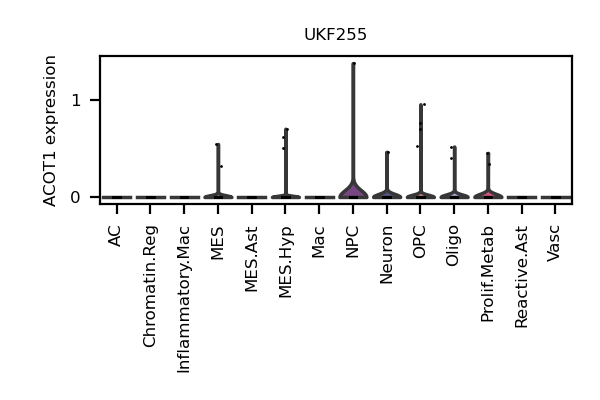 UKF255
ACOT1 expression
1
0
AC
Chromatin.Reg
Inflammatory.Mac
MES
MES.Ast
MES.Hyp
Mac
NPC
Neuron
OPC
Oligo
Prolif.Metab
Reactive.Ast
Vasc